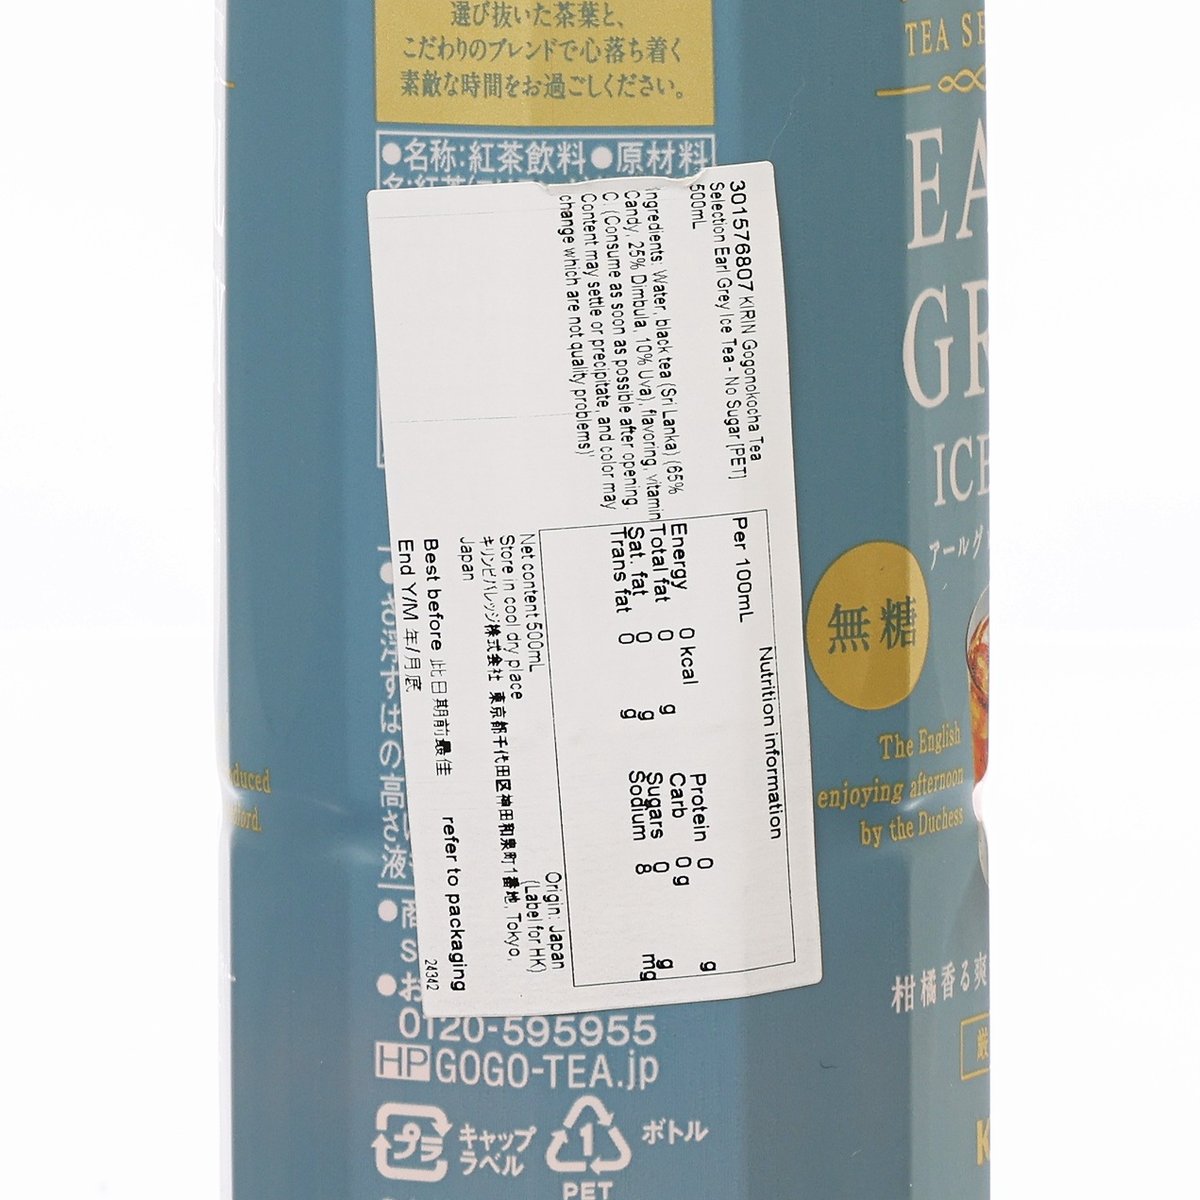 選び抜いた茶葉と、
こだわりのブレンドで心落ち着く
素敵な時間をお過ごしください。
●名称:紅茶飲料●原材料
301576807 KIRIN Gogonokocha Tea
Selection Earl Grey Ice Tea - No Sugar [PET]
500mL
Ingredients: Water, black tea (Sri Lanka) (65%
Candy, 25% Dimbula, 10% Uva), flavoring, vitamin
C. (Consume as soon as possible after opening.
Content may settle or precipitate, and color may
change which are not quality problems)'
Nutrition information
Per 100mL
Energy 0 kcal Protein 0 g
Total fat 0 g Carb 0 g
Sat. fat 0 g Sugars 0 g
Trans fat 0 g Sodium 8 mg
Origin: Japan
Net content 500mL (Label for HK)
Store in cool dry place
キリンビバレッジ株式会社 東京都千代田区神田和泉町1番地, Tokyo,
Japan
Best before 此日期前最佳 refer to packaging
End Y/M 年/月底
24342
0120-595955
HP GOGO-TEA.jp
プラ キャップ
ラベル
1 ボトル
PET
TEA SE
EA
GR
ICE
アールグ
無糖
The English
enjoying afternoon
by the Duchess
柑橘香る爽
K
duced